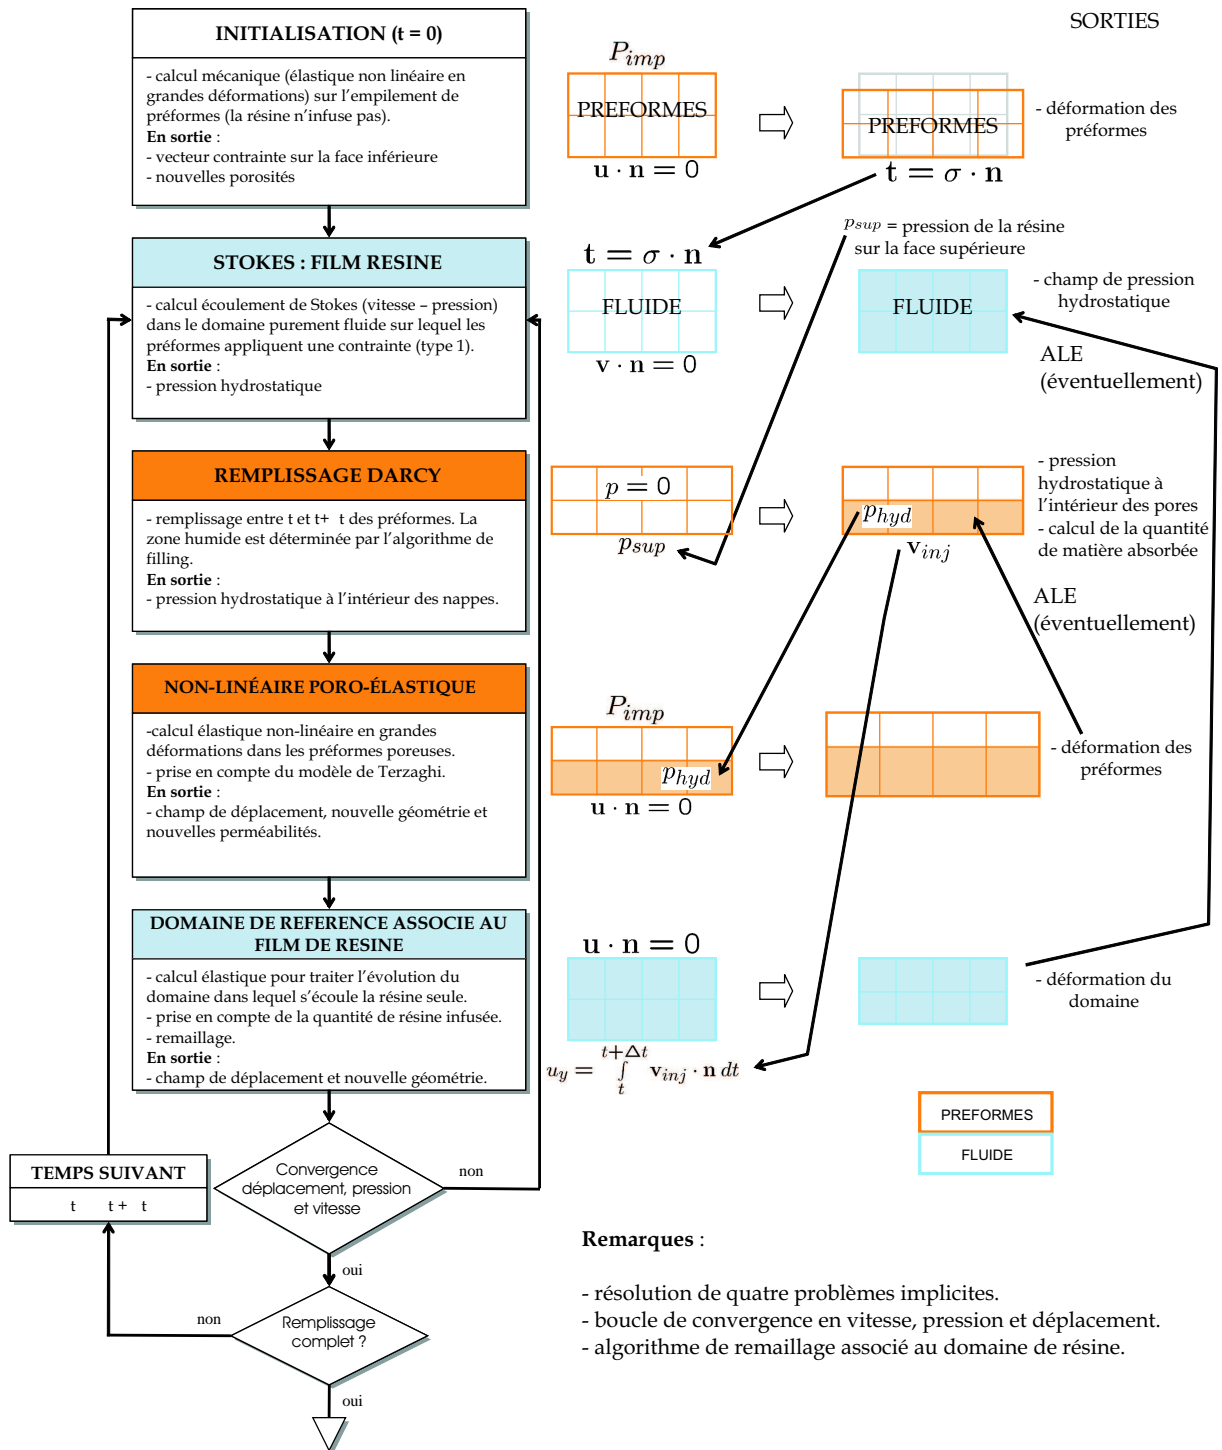 SORTIES
INITIALISATION (t = 0)
- calcul mécanique (élastique non linéaire en
grandes déformations) sur l'empilement de
préformes (la résine n'infuse pas).
En sortie :
- vecteur contrainte sur la face inférieure
- nouvelles porosités
P_imp
PREFORMES
u · n = 0
PREFORMES
t = σ · n
- déformation des
préformes
STOKES : FILM RESINE
- calcul écoulement de Stokes (vitesse – pression)
dans le domaine purement fluide sur lequel les
préformes appliquent une contrainte (type 1).
En sortie :
- pression hydrostatique
t = σ · n
FLUIDE
v · n = 0
p_sup = pression de la résine
sur la face supérieure
FLUIDE
- champ de pression
hydrostatique
ALE
(éventuellement)
REMPLISSAGE DARCY
- remplissage entre t et t+ t des préformes. La
zone humide est déterminée par l'algorithme de
filling.
En sortie :
- pression hydrostatique à l'intérieur des nappes.
p = 0
p_sup
p_hyd
v_inj
- pression
hydrostatique à
l'intérieur des pores
- calcul de la quantité
de matière absorbée
ALE
(éventuellement)
NON-LINÉAIRE PORO-ÉLASTIQUE
-calcul élastique non-linéaire en grandes
déformations dans les préformes poreuses.
- prise en compte du modèle de Terzaghi.
En sortie :
- champ de déplacement, nouvelle géométrie et
nouvelles perméabilités.
P_imp
p_hyd
u · n = 0
- déformation des
préformes
DOMAINE DE REFERENCE ASSOCIE AU
FILM DE RESINE
- calcul élastique pour traiter l'évolution du
domaine dans lequel s'écoule la résine seule.
- prise en compte de la quantité de résine infusée.
- remaillage.
En sortie :
- champ de déplacement et nouvelle géométrie.
u · n = 0
u_y = ∫_t^{t+Δt} v_inj · n dt
- déformation du
domaine
PREFORMES
FLUIDE
Convergence
déplacement, pression
et vitesse
non
oui
TEMPS SUIVANT
t t + t
Remplissage
complet ?
non
oui
Remarques :
- résolution de quatre problèmes implicites.
- boucle de convergence en vitesse, pression et déplacement.
- algorithme de remaillage associé au domaine de résine.